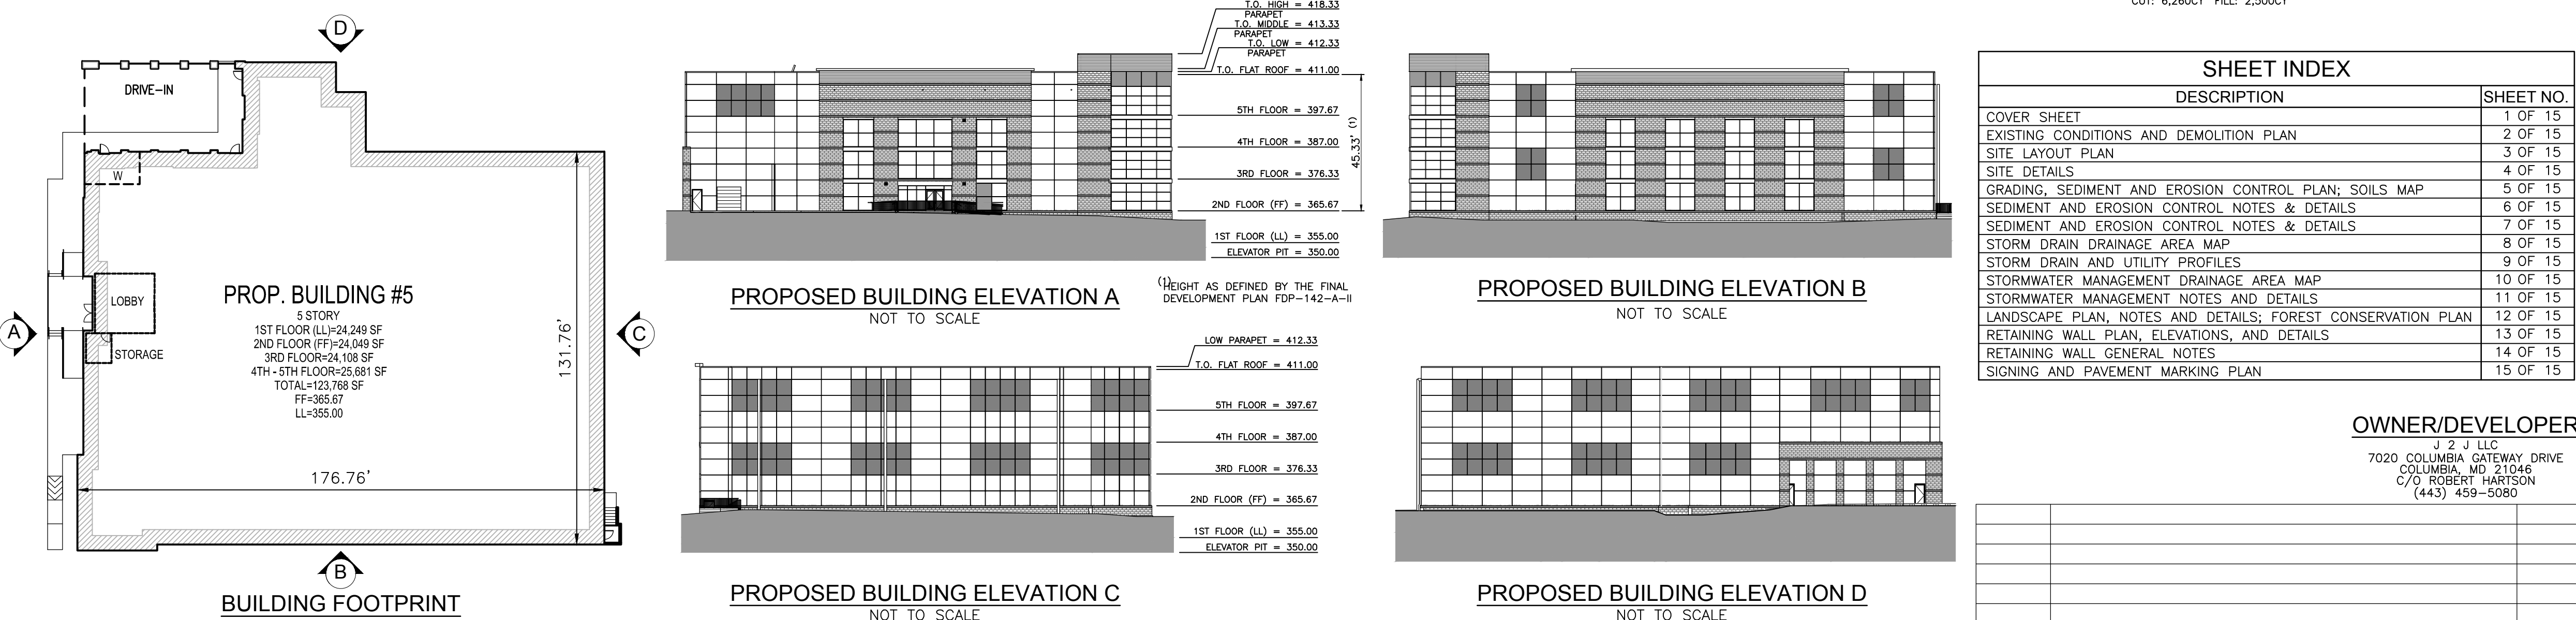 CUT: 6,260CY FILL: 2,500CY
D
DRIVE-IN
W
LOBBY
STORAGE
A
C
B
PROP. BUILDING #5
5 STORY
1ST FLOOR (LL)=24,249 SF
2ND FLOOR (FF)=24,049 SF
3RD FLOOR=24,108 SF
4TH - 5TH FLOOR=25,681 SF
TOTAL=123,768 SF
FF=365.67
LL=355.00
131.76'
176.76'
BUILDING FOOTPRINT
T.O. HIGH = 418.33
PARAPET
T.O. MIDDLE = 413.33
PARAPET
T.O. LOW = 412.33
PARAPET
T.O. FLAT ROOF = 411.00
5TH FLOOR = 397.67
4TH FLOOR = 387.00
3RD FLOOR = 376.33
2ND FLOOR (FF) = 365.67
1ST FLOOR (LL) = 355.00
ELEVATOR PIT = 350.00
45.33' (1)
PROPOSED BUILDING ELEVATION A
NOT TO SCALE
(1)HEIGHT AS DEFINED BY THE FINAL
DEVELOPMENT PLAN FDP-142-A-II
PROPOSED BUILDING ELEVATION B
NOT TO SCALE
LOW PARAPET = 412.33
T.O. FLAT ROOF = 411.00
5TH FLOOR = 397.67
4TH FLOOR = 387.00
3RD FLOOR = 376.33
2ND FLOOR (FF) = 365.67
1ST FLOOR (LL) = 355.00
ELEVATOR PIT = 350.00
PROPOSED BUILDING ELEVATION C
NOT TO SCALE
PROPOSED BUILDING ELEVATION D
NOT TO SCALE
SHEET INDEX
DESCRIPTION SHEET NO.
COVER SHEET 1 OF 15
EXISTING CONDITIONS AND DEMOLITION PLAN 2 OF 15
SITE LAYOUT PLAN 3 OF 15
SITE DETAILS 4 OF 15
GRADING, SEDIMENT AND EROSION CONTROL PLAN; SOILS MAP 5 OF 15
SEDIMENT AND EROSION CONTROL NOTES & DETAILS 6 OF 15
SEDIMENT AND EROSION CONTROL NOTES & DETAILS 7 OF 15
STORM DRAIN DRAINAGE AREA MAP 8 OF 15
STORM DRAIN AND UTILITY PROFILES 9 OF 15
STORMWATER MANAGEMENT DRAINAGE AREA MAP 10 OF 15
STORMWATER MANAGEMENT NOTES AND DETAILS 11 OF 15
LANDSCAPE PLAN, NOTES AND DETAILS; FOREST CONSERVATION PLAN 12 OF 15
RETAINING WALL PLAN, ELEVATIONS, AND DETAILS 13 OF 15
RETAINING WALL GENERAL NOTES 14 OF 15
SIGNING AND PAVEMENT MARKING PLAN 15 OF 15
OWNER/DEVELOPER
J 2 J LLC
7020 COLUMBIA GATEWAY DRIVE
COLUMBIA, MD 21046
C/O ROBERT HARTSON
(443) 459-5080